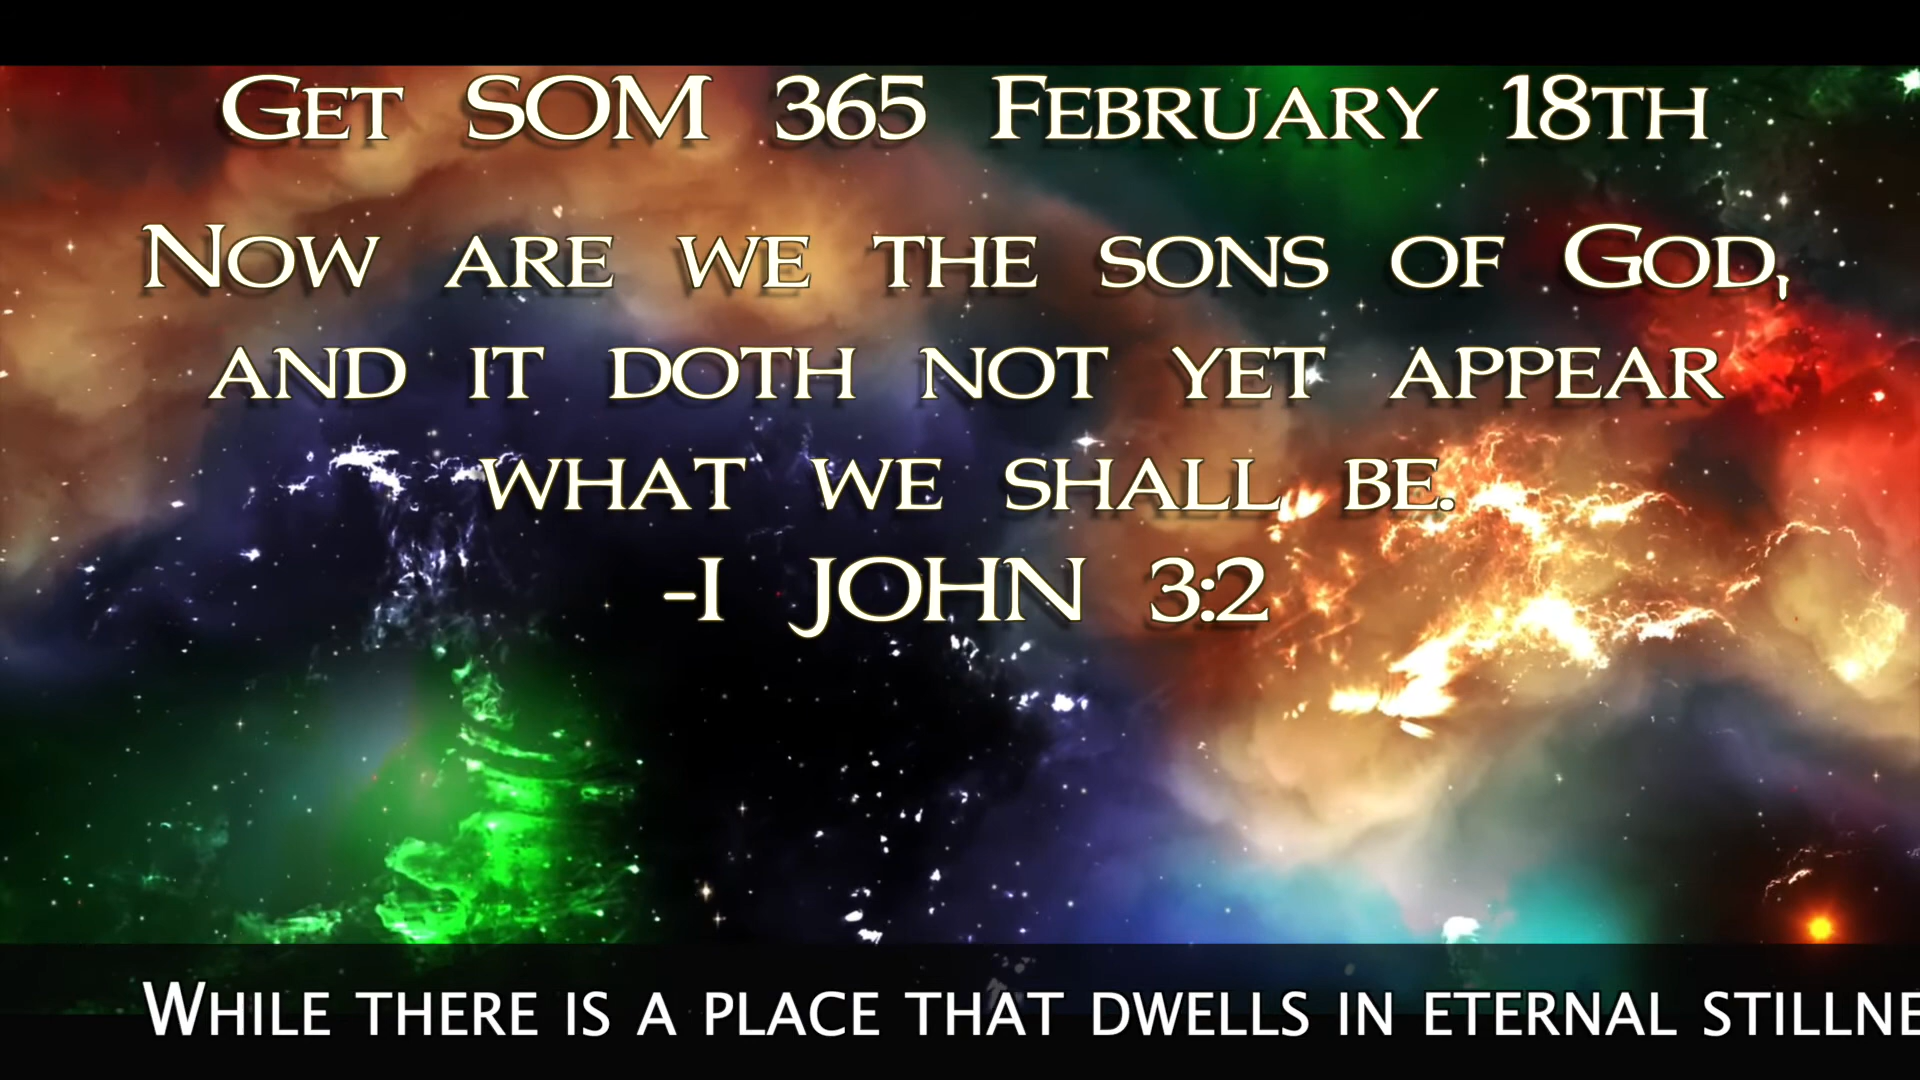 Get SOM 365 February 18th
Now are we the sons of God,
and it doth not yet appear
what we shall be.
-I JOHN 3:2
While there is a place that dwells in eternal